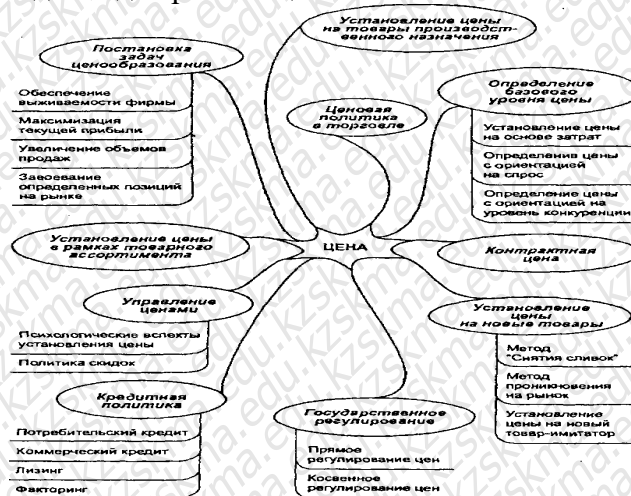 Установление цены
на товары производст-
венного назначения
Постановка
задач
ценообразования
Обеспечение
выживаемости фирмы
Максимизация
текущей прибыли
Увеличение объемов
продаж
Завоевание
определенных позиций
на рынке
Ценовая
политика
в торговле
Определение
базового
уровня цены
Установление цены
на основе затрат
Определение цены
с ориентацией
на спрос
Определение цены
с ориентацией на
уровень конкуренции
Установление цены
в рамках товарного
ассортимента
ЦЕНА
Контрактная
цена
Управление
ценами
Психологические аспекты
установления цены
Политика скидок
Установление
цены
на новые товары
Метод
"Снятия сливок"
Метод
проникновения
на рынок
Установление
цены на новый
товар-имитатор
Кредитная
политика
Потребительский кредит
Коммерческий кредит
Лизинг
Факторинг
Государственное
регулирование
Прямое
регулирование цен
Косвенное
регулирование цен